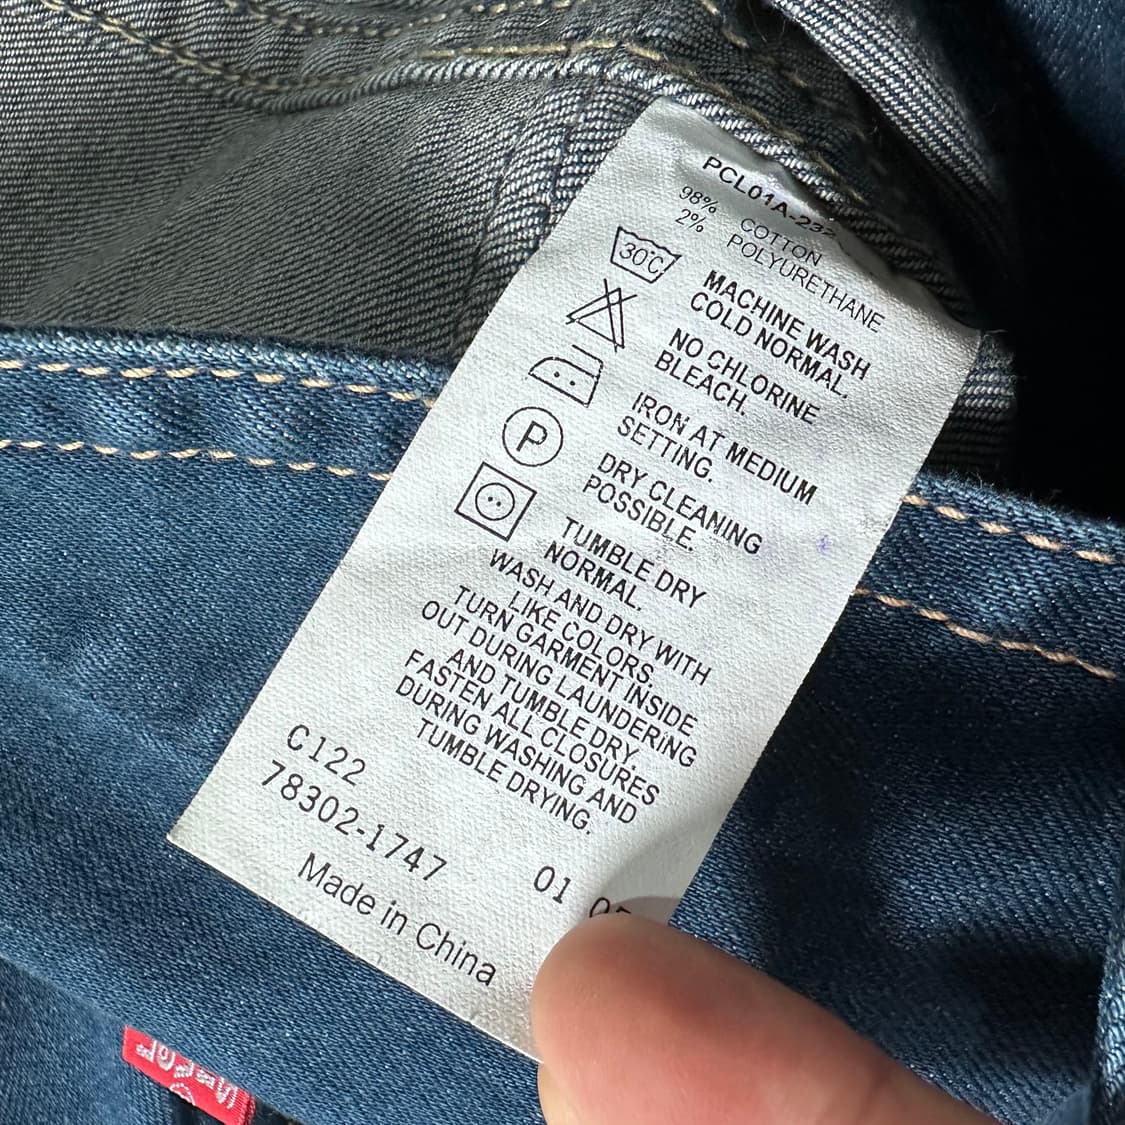 PCL01A-23
98% COTTON
2% POLYURETHANE
30°C
MACHINE WASH
COLD NORMAL.
NO CHLORINE
BLEACH.
IRON AT MEDIUM
SETTING.
P
DRY CLEANING
POSSIBLE.
TUMBLE DRY
NORMAL.
WASH AND DRY WITH
LIKE COLORS.
TURN GARMENT INSIDE
OUT DURING LAUNDERING
AND TUMBLE DRY.
FASTEN ALL CLOSURES
DURING WASHING AND
TUMBLE DRYING.
C122
78302-1747 01
Made in China